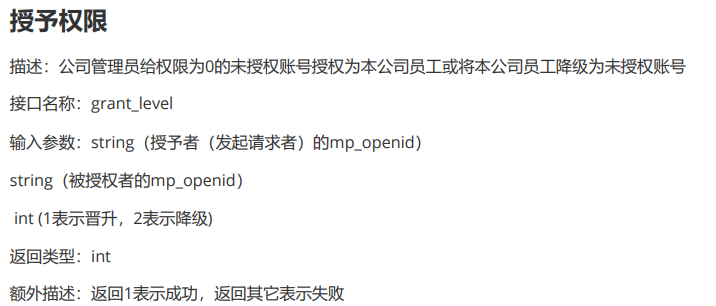 授予权限
描述：公司管理员给权限为0的未授权账号授权为本公司员工或将本公司员工降级为未授权账号
接口名称：grant_level
输入参数：string（授予者（发起请求者）的mp_openid）
string（被授权者的mp_openid）
int (1表示晋升，2表示降级)
返回类型：int
额外描述：返回1表示成功，返回其它表示失败